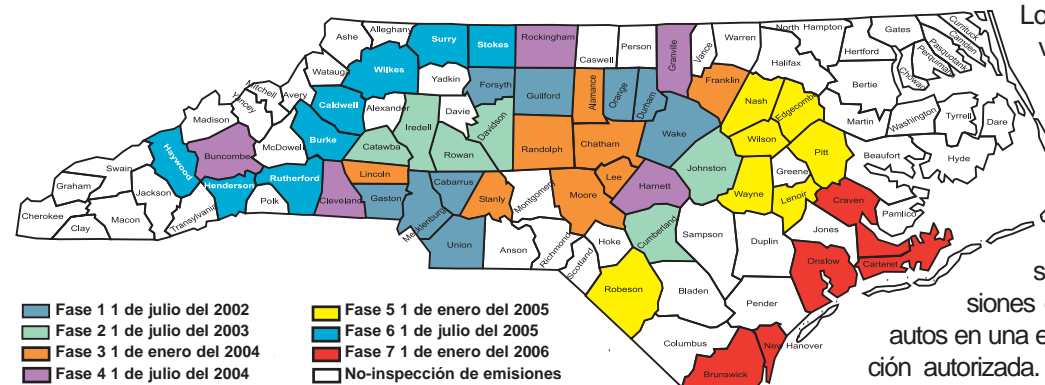 Lo
v
s
siones
autos en una e
ción autorizada.
Ashe
Alleghany
Surry
Stokes
Rockingham
Caswell
Person
Granville
Vance
Warren
North Hampton
Gates
Currituck
Camden
Pasquotank
Perquiman
Chowan
Hertford
Halifax
Bertie
Watauga
Wilkes
Yadkin
Forsyth
Guilford
Alamance
Orange
Durham
Franklin
Nash
Edgecombe
Martin
Washington
Tyrrell
Dare
Mitchell
Avery
Yancey
Caldwell
Alexander
Davie
Iredell
Davidson
Randolph
Chatham
Wake
Wilson
Pitt
Beaufort
Hyde
Madison
Burke
McDowell
Catawba
Rowan
Johnston
Greene
Haywood
Buncombe
Swain
Rutherford
Lincoln
Cabarrus
Stanly
Montgomery
Moore
Lee
Harnett
Wayne
Lenoir
Craven
Pamlico
Graham
Jackson
Henderson
Polk
Cleveland
Gaston
Mecklenburg
Cherokee
Clay
Macon
Transylvania
Union
Anson
Richmond
Scotland
Hoke
Cumberland
Sampson
Duplin
Jones
Onslow
Carteret
Robeson
Bladen
Pender
Columbus
New Hanover
Brunswick
Fase 1 1 de julio del 2002
Fase 2 1 de julio del 2003
Fase 3 1 de enero del 2004
Fase 4 1 de julio del 2004
Fase 5 1 de enero del 2005
Fase 6 1 de julio del 2005
Fase 7 1 de enero del 2006
No-inspección de emisiones